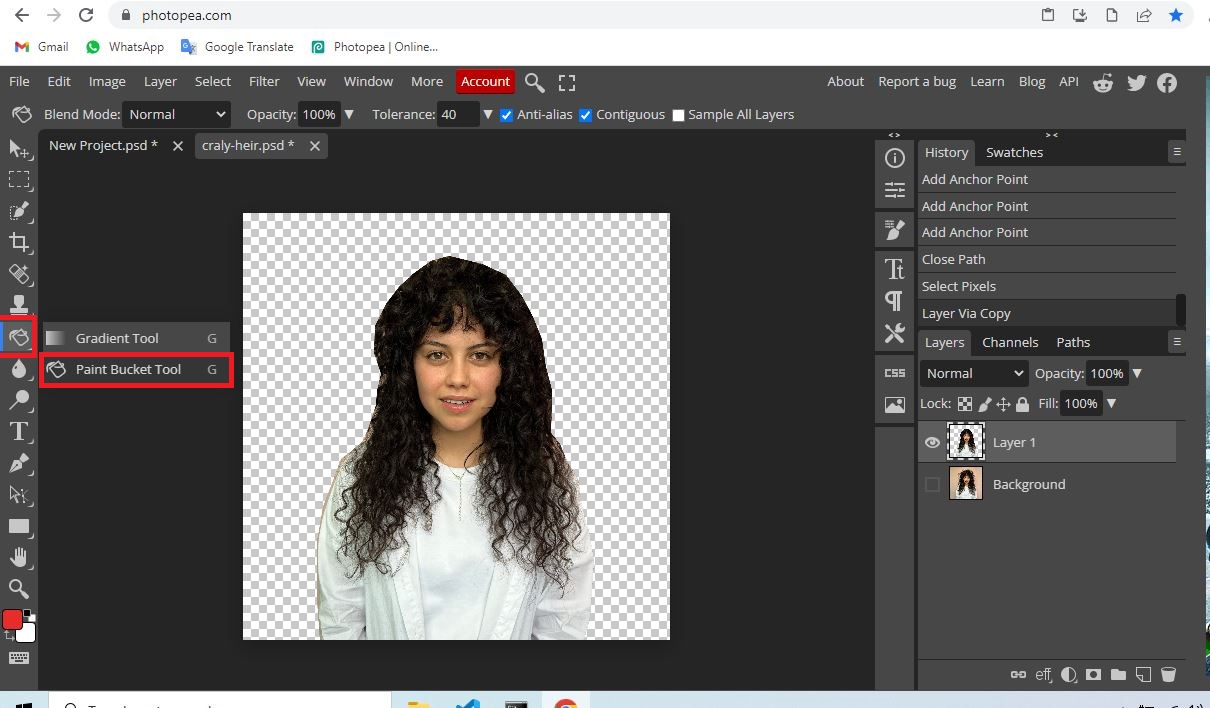 photopea.com
Gmail WhatsApp Google Translate Photopea | Online...
File Edit Image Layer Select Filter View Window More Account About Report a bug Learn Blog API
Blend Mode: Normal Opacity: 100% Tolerance: 40 Anti-alias Contiguous Sample All Layers
New Project.psd * craly-heir.psd *
History Swatches
Add Anchor Point
Add Anchor Point
Add Anchor Point
Close Path
Select Pixels
Layer Via Copy
Gradient Tool G
Paint Bucket Tool G
Layers Channels Paths
CSS
Normal Opacity: 100%
Lock: Fill: 100%
Layer 1
Background
eff